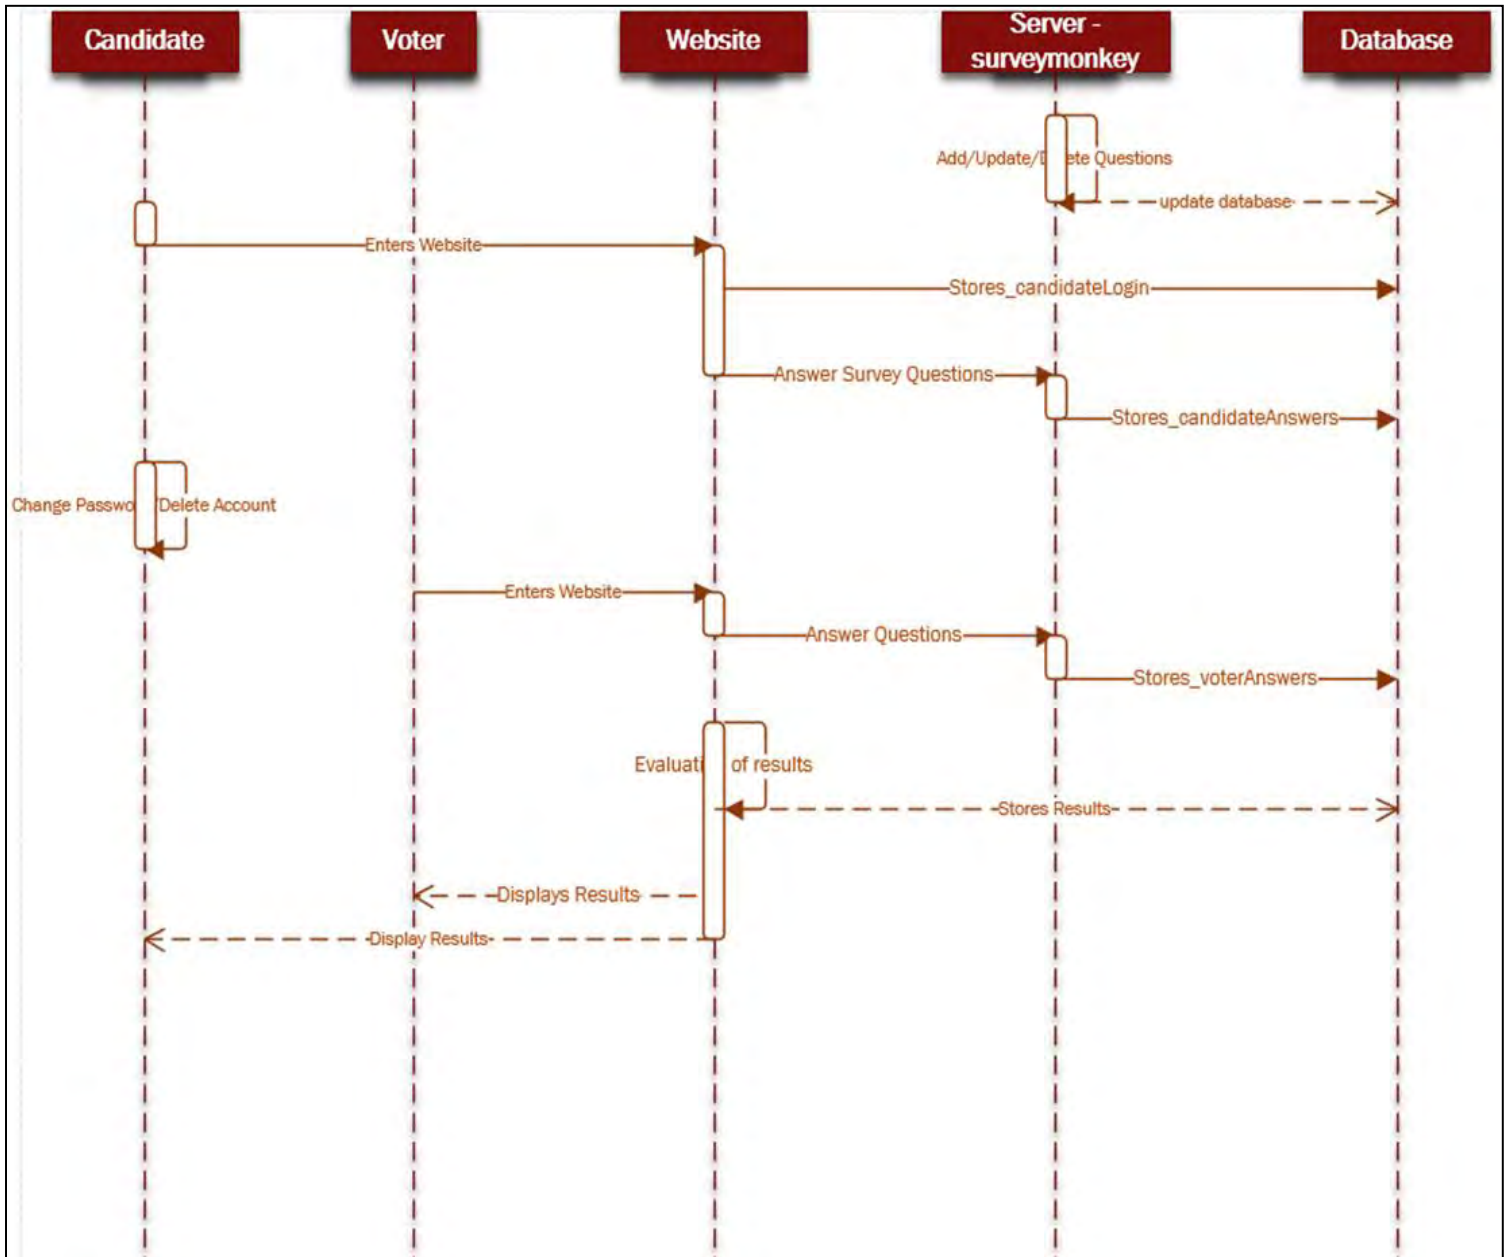 Candidate
Voter
Website
Server -
surveymonkey
Database
Add/Update/ ete Questions
update database
Enters Website
Stores_candidateLogin
Answer Survey Questions
Stores_candidateAnswers
Change Passwo /Delete Account
Enters Website
Answer Questions
Stores_voterAnswers
Evaluati of results
Stores Results
Displays Results
Display Results